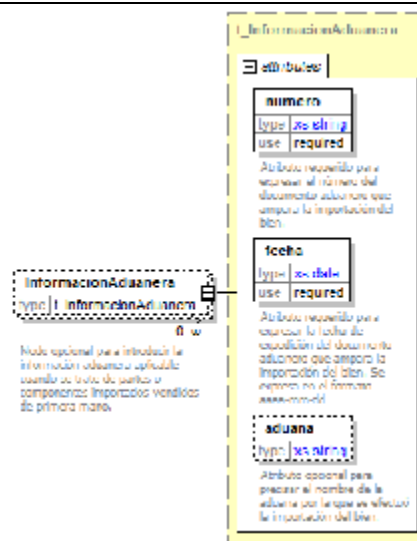 t_InformacionAduanera
attributes
numero
type xs:string
use required
Atributo requerido para
expresar el número del
documento aduanero que
ampara la importación del
bien.
fecha
type xs:date
use required
Atributo requerido para
expresar la fecha de
expedición del documento
aduanero que ampara la
importación del bien. Se
expresa en el formato
aaaa-mm-dd
InformacionAduanera
type t_InformacionAduanera
0..∞
Nodo opcional para introducir la
información aduanera aplicable
cuando se trate de partes o
componentes importados vendidos
de primera mano.
aduana
type xs:string
Atributo opcional para
precisar el nombre de la
aduana por la que se efectuó
la importación del bien.